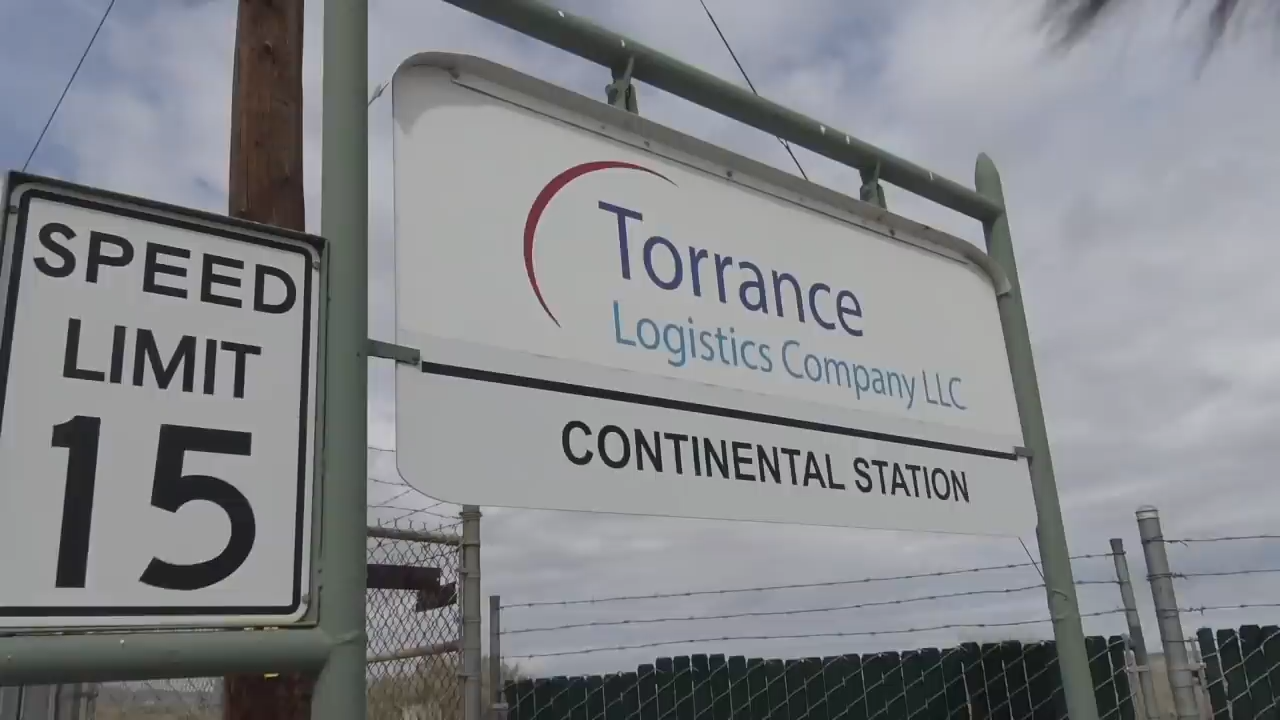 SPEED
LIMIT
15
Torrance
Logistics Company LLC
CONTINENTAL STATION